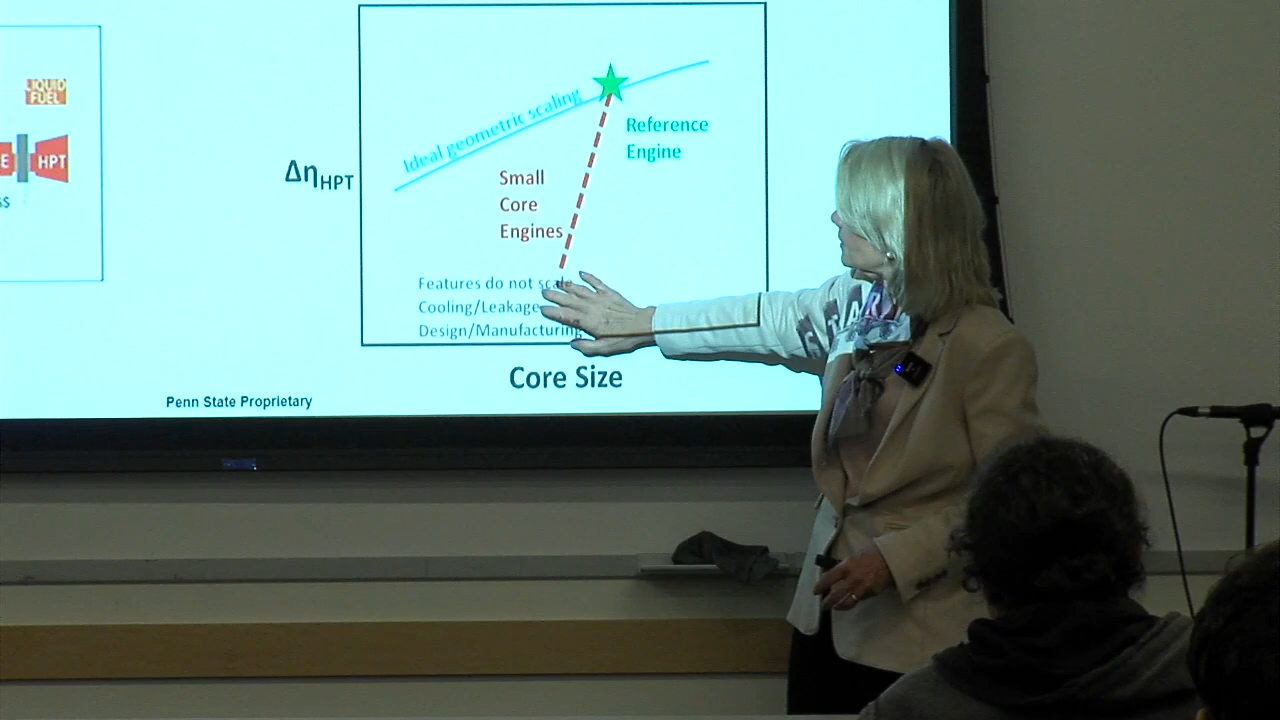 LIQUID
FUEL
E
HPT
s$
ΔηHPT
Ideal geometric scaling
Reference
Engine
Small
Core
Engines
Features do not scale
Cooling/Leakage
Design/Manufacturing
Core Size
Penn State Proprietary